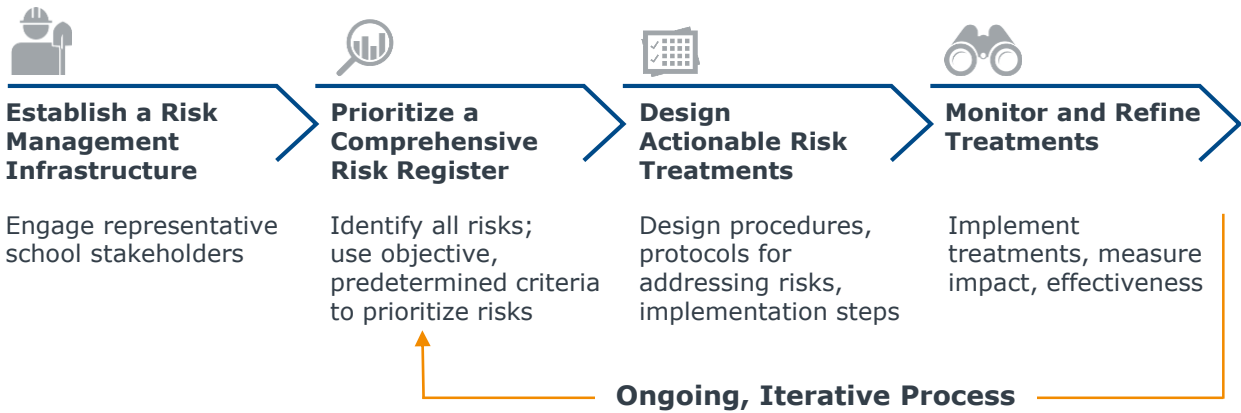 Establish a Risk
Management
Infrastructure
Engage representative
school stakeholders
Prioritize a
Comprehensive
Risk Register
Identify all risks;
use objective,
predetermined criteria
to prioritize risks
Design
Actionable Risk
Treatments
Design procedures,
protocols for
addressing risks,
implementation steps
Monitor and Refine
Treatments
Implement
treatments, measure
impact, effectiveness
Ongoing, Iterative Process